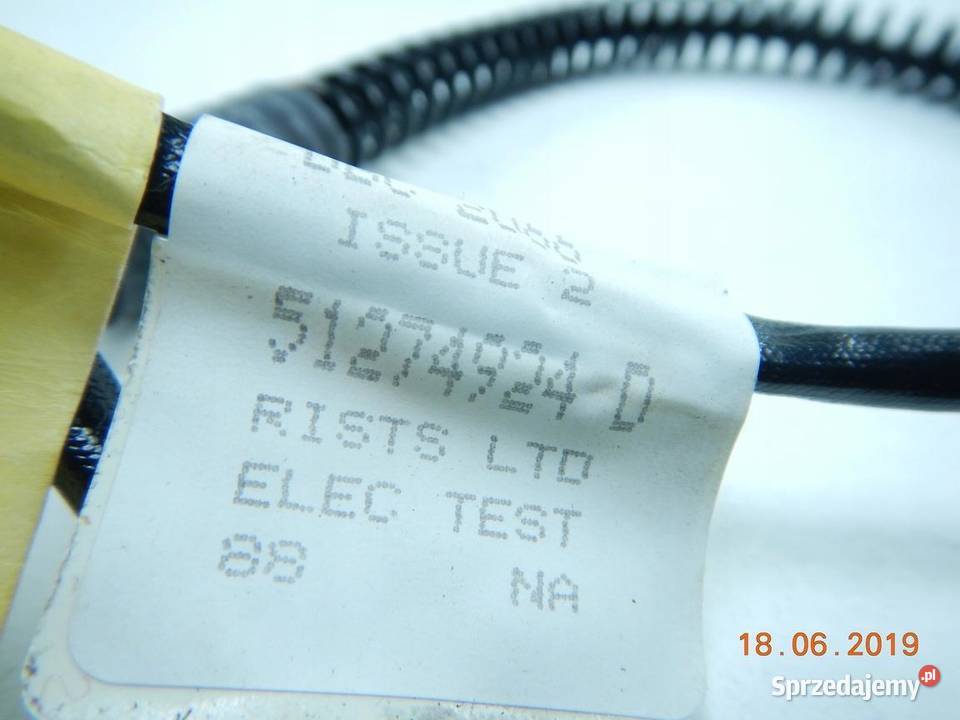 ISSUE 2
51274924 D
RISTS LTD
ELEC TEST
88 NA
18.06.2019
Sprzedajemy.pl